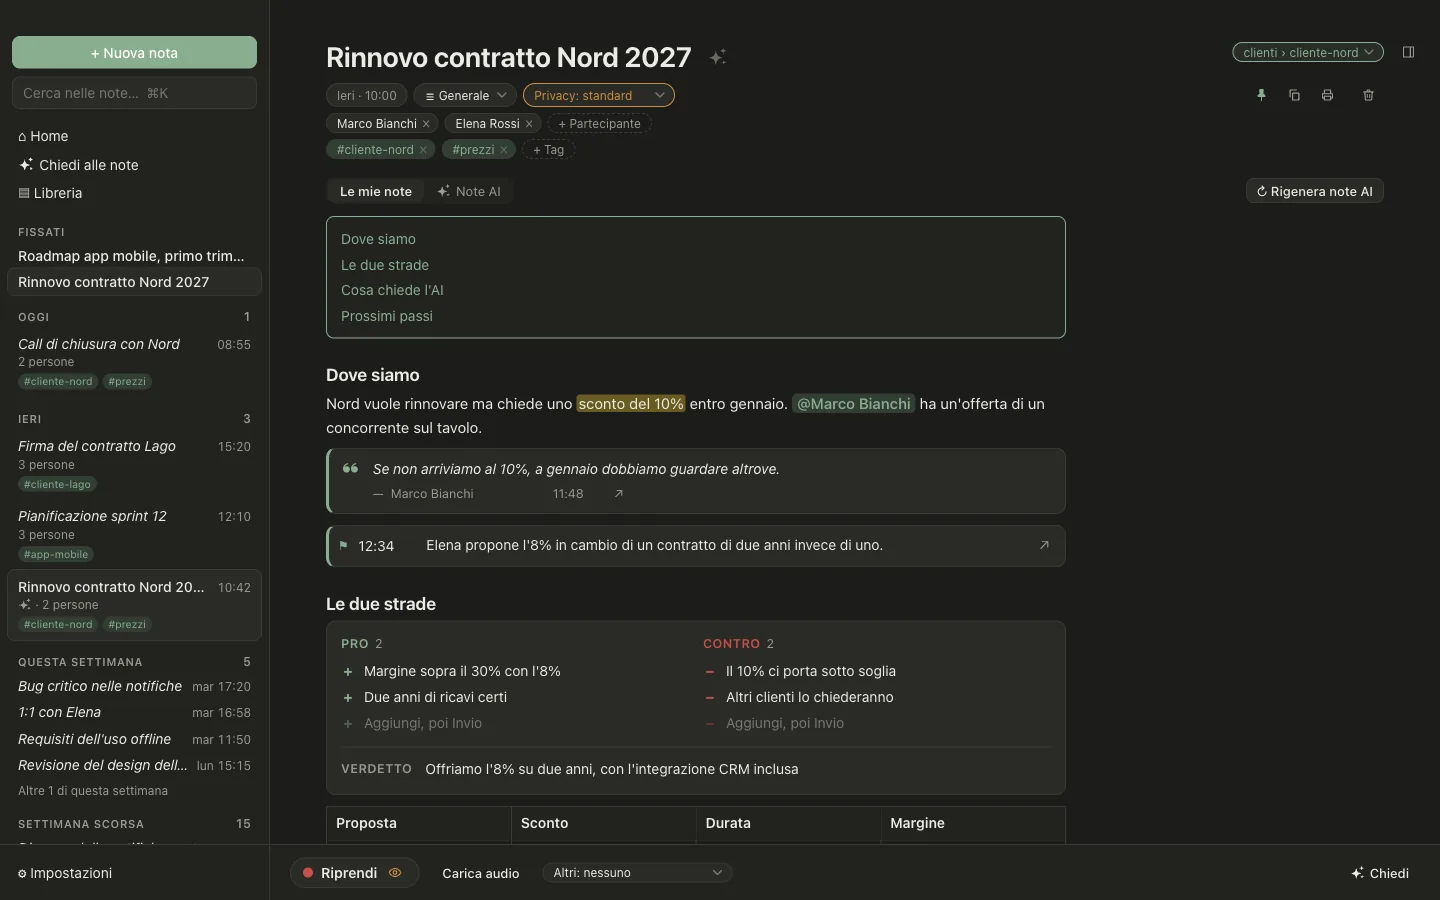 + Nuova nota
Cerca nelle note... ⌘K
Home
Chiedi alle note
Libreria
FISSATI
Roadmap app mobile, primo trim...
Rinnovo contratto Nord 2027
OGGI 1
Call di chiusura con Nord 08:55
2 persone
#cliente-nord #prezzi
IERI 3
Firma del contratto Lago 15:20
3 persone
#cliente-lago
Pianificazione sprint 12 12:10
3 persone
#app-mobile
Rinnovo contratto Nord 20... 10:42
· 2 persone
#cliente-nord #prezzi
QUESTA SETTIMANA 5
Bug critico nelle notifiche mar 17:20
1:1 con Elena mar 16:58
Requisiti dell'uso offline mar 11:50
Revisione del design dell... lun 15:15
Altre 1 di questa settimana
SETTIMANA SCORSA 15
Impostazioni
Rinnovo contratto Nord 2027
clienti › cliente-nord
Ieri · 10:00 Generale Privacy: standard
Marco Bianchi × Elena Rossi × + Partecipante
#cliente-nord × #prezzi × + Tag
Le mie note Note AI
Rigenera note AI
Dove siamo
Le due strade
Cosa chiede l'AI
Prossimi passi
Dove siamo
Nord vuole rinnovare ma chiede uno sconto del 10% entro gennaio. @Marco Bianchi ha un'offerta di un
concorrente sul tavolo.
Se non arriviamo al 10%, a gennaio dobbiamo guardare altrove.
— Marco Bianchi 11:48 ↗
12:34 Elena propone l'8% in cambio di un contratto di due anni invece di uno. ↗
Le due strade
PRO 2 CONTRO 2
+ Margine sopra il 30% con l'8% − Il 10% ci porta sotto soglia
+ Due anni di ricavi certi − Altri clienti lo chiederanno
+ Aggiungi, poi Invio − Aggiungi, poi Invio
VERDETTO Offriamo l'8% su due anni, con l'integrazione CRM inclusa
Proposta Sconto Durata Margine
Riprendi Carica audio Altri: nessuno Chiedi